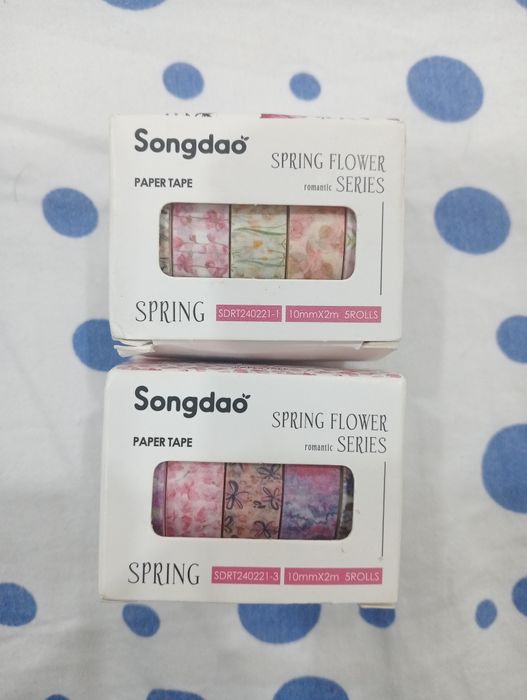 Songdao
SPRING FLOWER
PAPER TAPE
romantic SERIES
SPRING SDRT240221-1 10mmX2m 5ROLLS
Songdao
SPRING FLOWER
PAPER TAPE
romantic SERIES
SPRING SDRT240221-3 10mmX2m 5ROLLS